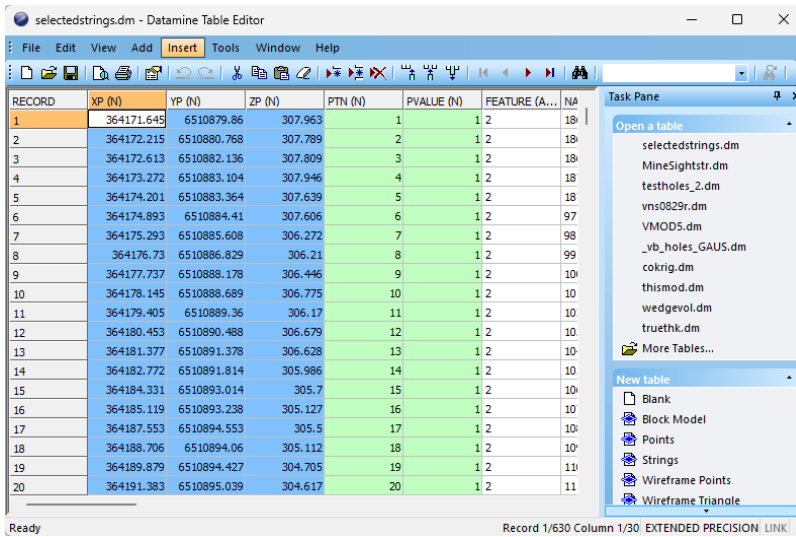 selectedstrings.dm - Datamine Table Editor
File Edit View Add Insert Tools Window Help
RECORD XP (N) YP (N) ZP (N) PTN (N) PVALUE (N) FEATURE (A... NA
1 364171.645 6510879.86 307.963 1 1 2
2 364172.215 6510880.768 307.789 2 1 2
3 364172.613 6510882.136 307.809 3 1 2
4 364173.272 6510883.104 307.946 4 1 2
5 364174.201 6510883.364 307.639 5 1 2
6 364174.893 6510884.41 307.606 6 1 2 97
7 364175.293 6510885.608 306.272 7 1 2 98
8 364176.73 6510886.829 306.21 8 1 2 99
9 364177.737 6510888.178 306.446 9 1 2
10 364178.145 6510888.689 306.775 10 1 2
11 364179.405 6510889.36 306.17 11 1 2
12 364180.453 6510890.488 306.679 12 1 2
13 364181.377 6510891.378 306.628 13 1 2
14 364182.772 6510891.814 305.986 14 1 2
15 364184.331 6510893.014 305.7 15 1 2
16 364185.119 6510893.238 305.127 16 1 2
17 364187.553 6510894.553 305.5 17 1 2
18 364188.706 6510894.06 305.112 18 1 2
19 364189.879 6510894.427 304.705 19 1 2
20 364191.383 6510895.039 304.617 20 1 2
Task Pane
Open a table
selectedstrings.dm
MineSightstr.dm
testholes_2.dm
vns0829r.dm
VMOD5.dm
_vb_holes_GAUS.dm
cokrig.dm
thismod.dm
wedgevol.dm
truethk.dm
More Tables...
New table
Blank
Block Model
Points
Strings
Wireframe Points
Wireframe Triangle
Ready Record 1/630 Column 1/30 EXTENDED PRECISION LINK